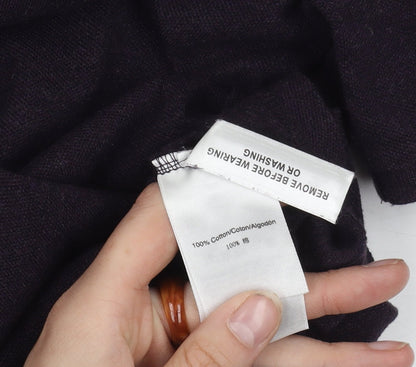 REMOVE BEFORE WEARING
OR WASHING
100% Cotton/Coton/Algodón
100% 棉